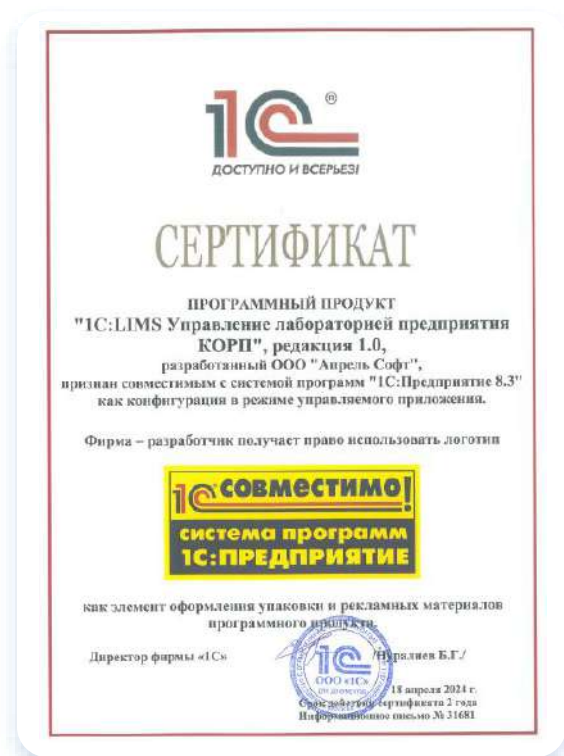 1С®
ДОСТУПНО И ВСЕРЬЕЗ!
СЕРТИФИКАТ
ПРОГРАММНЫЙ ПРОДУКТ
"1С:LIMS Управление лабораторией предприятия
КОРП", редакция 1.0,
разработанный ООО "Апрель Софт",
признан совместимым с системой программ "1С:Предприятие 8.3"
как конфигурация в режиме управляемого приложения.
Фирма – разработчик получает право использовать логотип
1С СОВМЕСТИМО!
система программ
1С:ПРЕДПРИЯТИЕ
как элемент оформления упаковки и рекламных материалов
программного продукта.
Директор фирмы «1С» /Нуралиев Б.Г./
1С
ООО «1С»
18 апреля 2024 г.
Срок действия сертификата 2 года
Информационное письмо № 31681